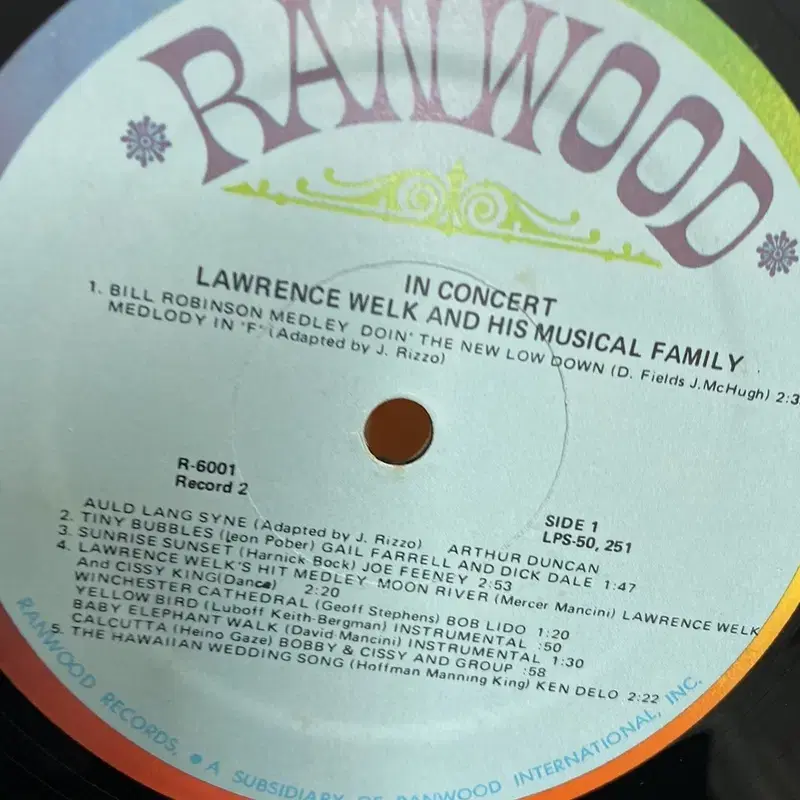 RANWOOD
IN CONCERT
LAWRENCE WELK AND HIS MUSICAL FAMILY
1. BILL ROBINSON MEDLEY DOIN' THE NEW LOW DOWN (D. Fields J.McHugh) 2:3
MEDLODY IN 'F' (Adapted by J. Rizzo)
R-6001
Record 2
SIDE 1
LPS-50, 251
AULD LANG SYNE (Adapted by J. Rizzo) ARTHUR DUNCAN
2. TINY BUBBLES (Leon Pober) GAIL FARRELL AND DICK DALE 1:47
3. SUNRISE SUNSET (Harnick Bock) JOE FEENEY 2:53
4. LAWRENCE WELK'S HIT MEDLEY MOON RIVER (Mercer Mancini) LAWRENCE WELK
And CISSY KING(Dance) 2:20
WINCHESTER CATHEDRAL (Geoff Stephens) BOB LIDO 1:20
YELLOW BIRD (Luboff Keith-Bergman) INSTRUMENTAL :50
BABY ELEPHANT WALK (David Mancini) INSTRUMENTAL 1:30
CALCUTTA (Heino Gaze) BOBBY & CISSY AND GROUP :58
5. THE HAWAIIAN WEDDING SONG (Hoffman Manning King) KEN DELO 2:22
RANWOOD RECORDS, • A SUBSIDIARY OF RANWOOD INTERNATIONAL, INC.